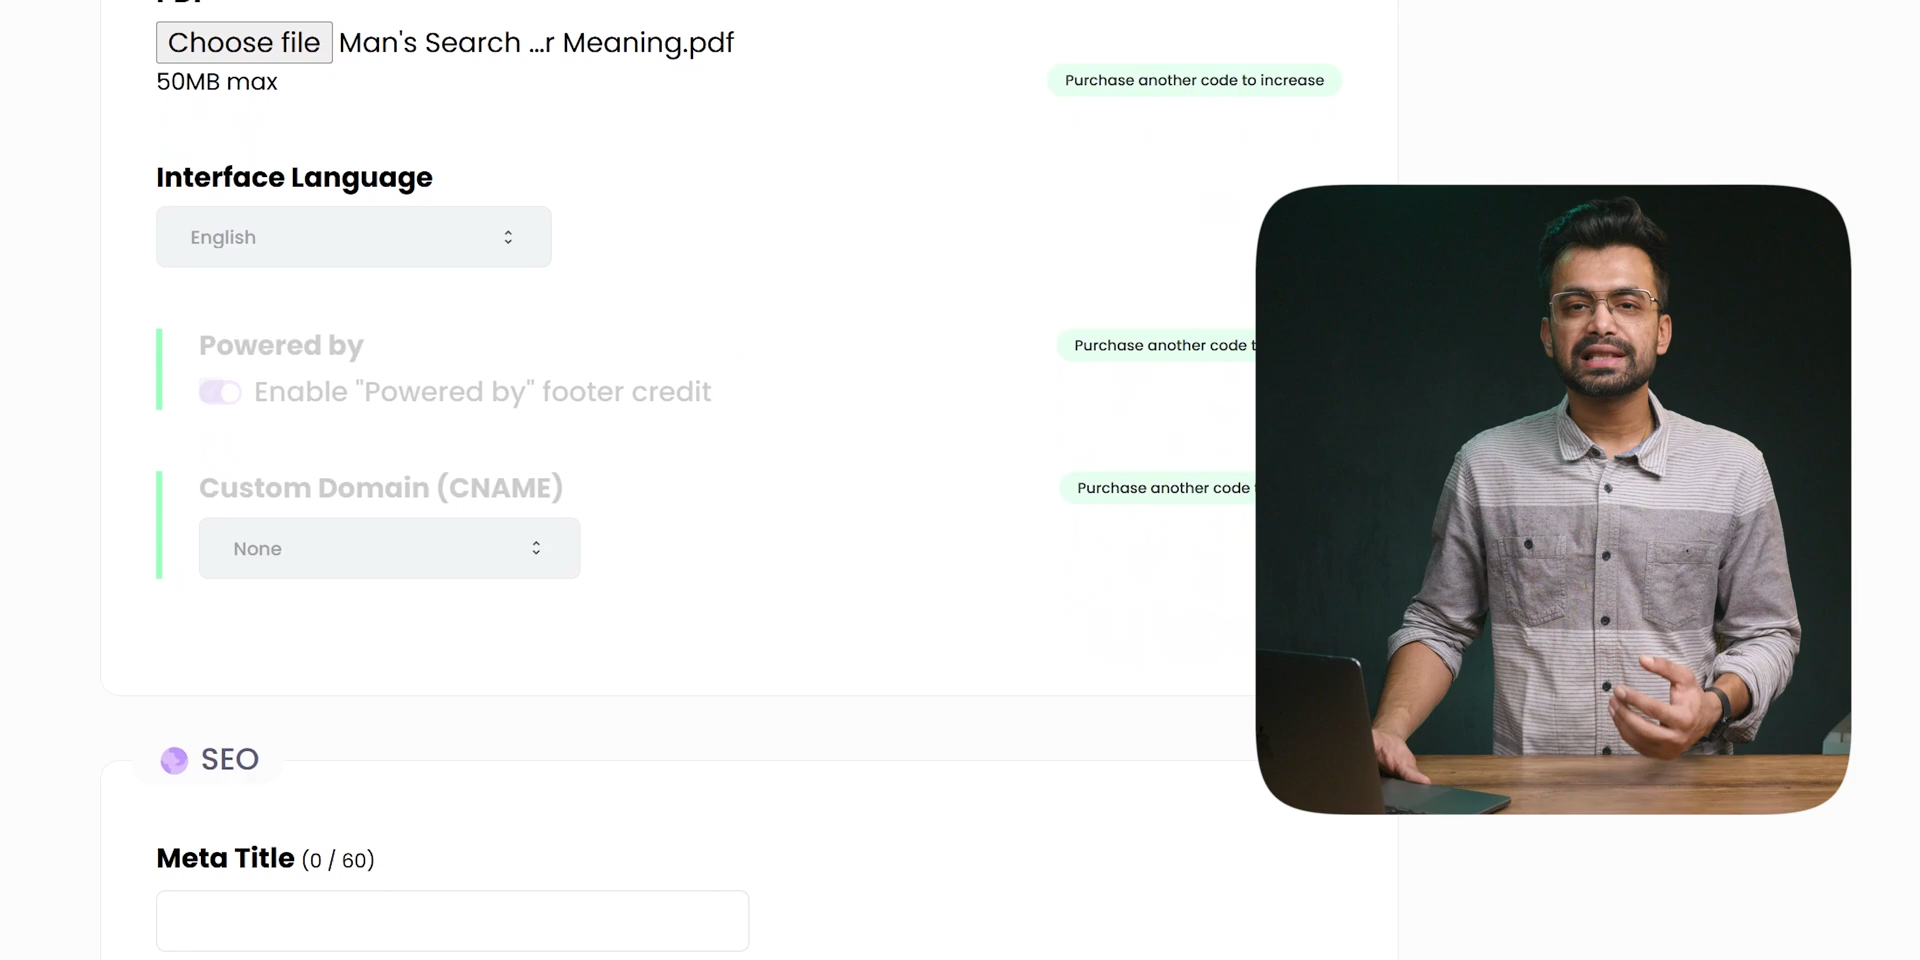 Choose file Man's Search ...r Meaning.pdf
50MB max
Purchase another code to increase
Interface Language
English
Powered by
Purchase another code t
Enable "Powered by" footer credit
Custom Domain (CNAME)
Purchase another code
None
SEO
Meta Title (0 / 60)